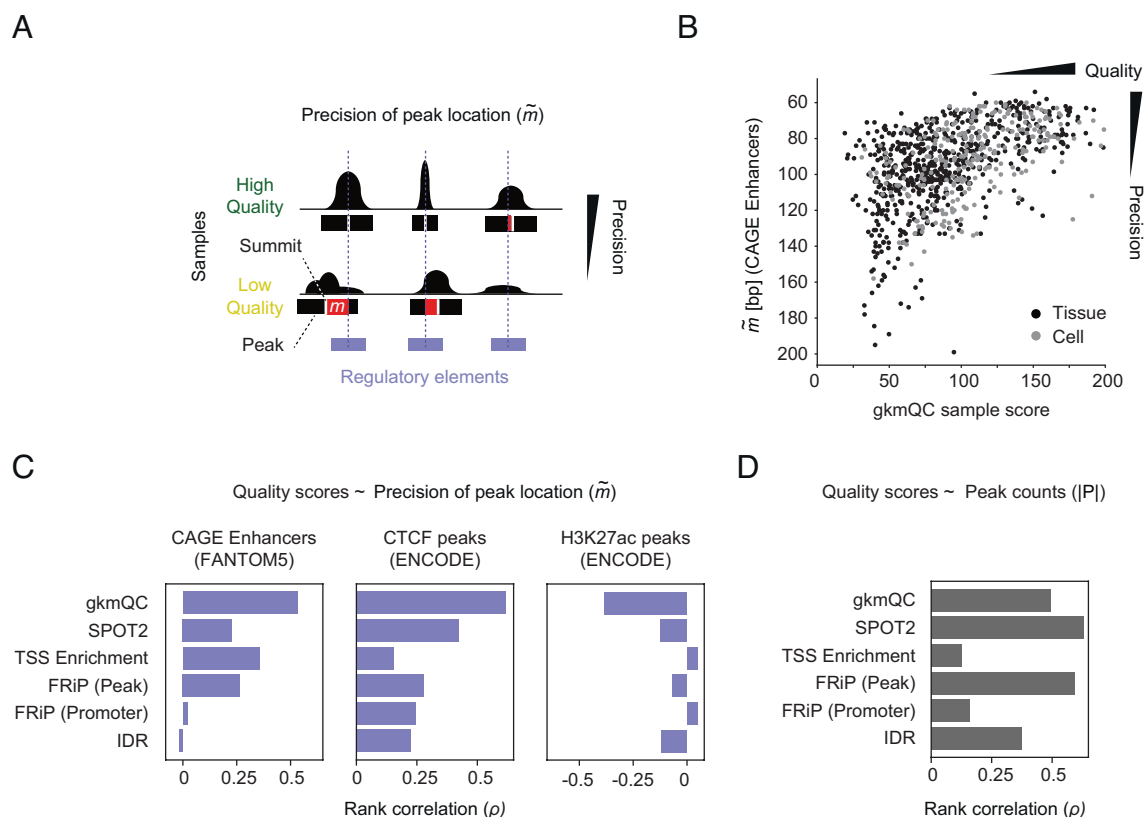 A
Precision of peak location (m̃)
High
Quality
Summit
Samples
Low
Quality
m
Peak
Regulatory elements
Precision
B
Quality
Precision
m̃ [bp] (CAGE Enhancers)
60
80
100
120
140
160
180
200
Tissue
Cell
0 50 100 150 200
gkmQC sample score
C
Quality scores ~ Precision of peak location (m̃)
CAGE Enhancers
(FANTOM5)
CTCF peaks
(ENCODE)
H3K27ac peaks
(ENCODE)
gkmQC
SPOT2
TSS Enrichment
FRiP (Peak)
FRiP (Promoter)
IDR
0 0.5
0 0.25 0.5
-0.5 -0.25 0
Rank correlation (ρ)
D
Quality scores ~ Peak counts (|P|)
gkmQC
SPOT2
TSS Enrichment
FRiP (Peak)
FRiP (Promoter)
IDR
0 0.25 0.5
Rank correlation (ρ)